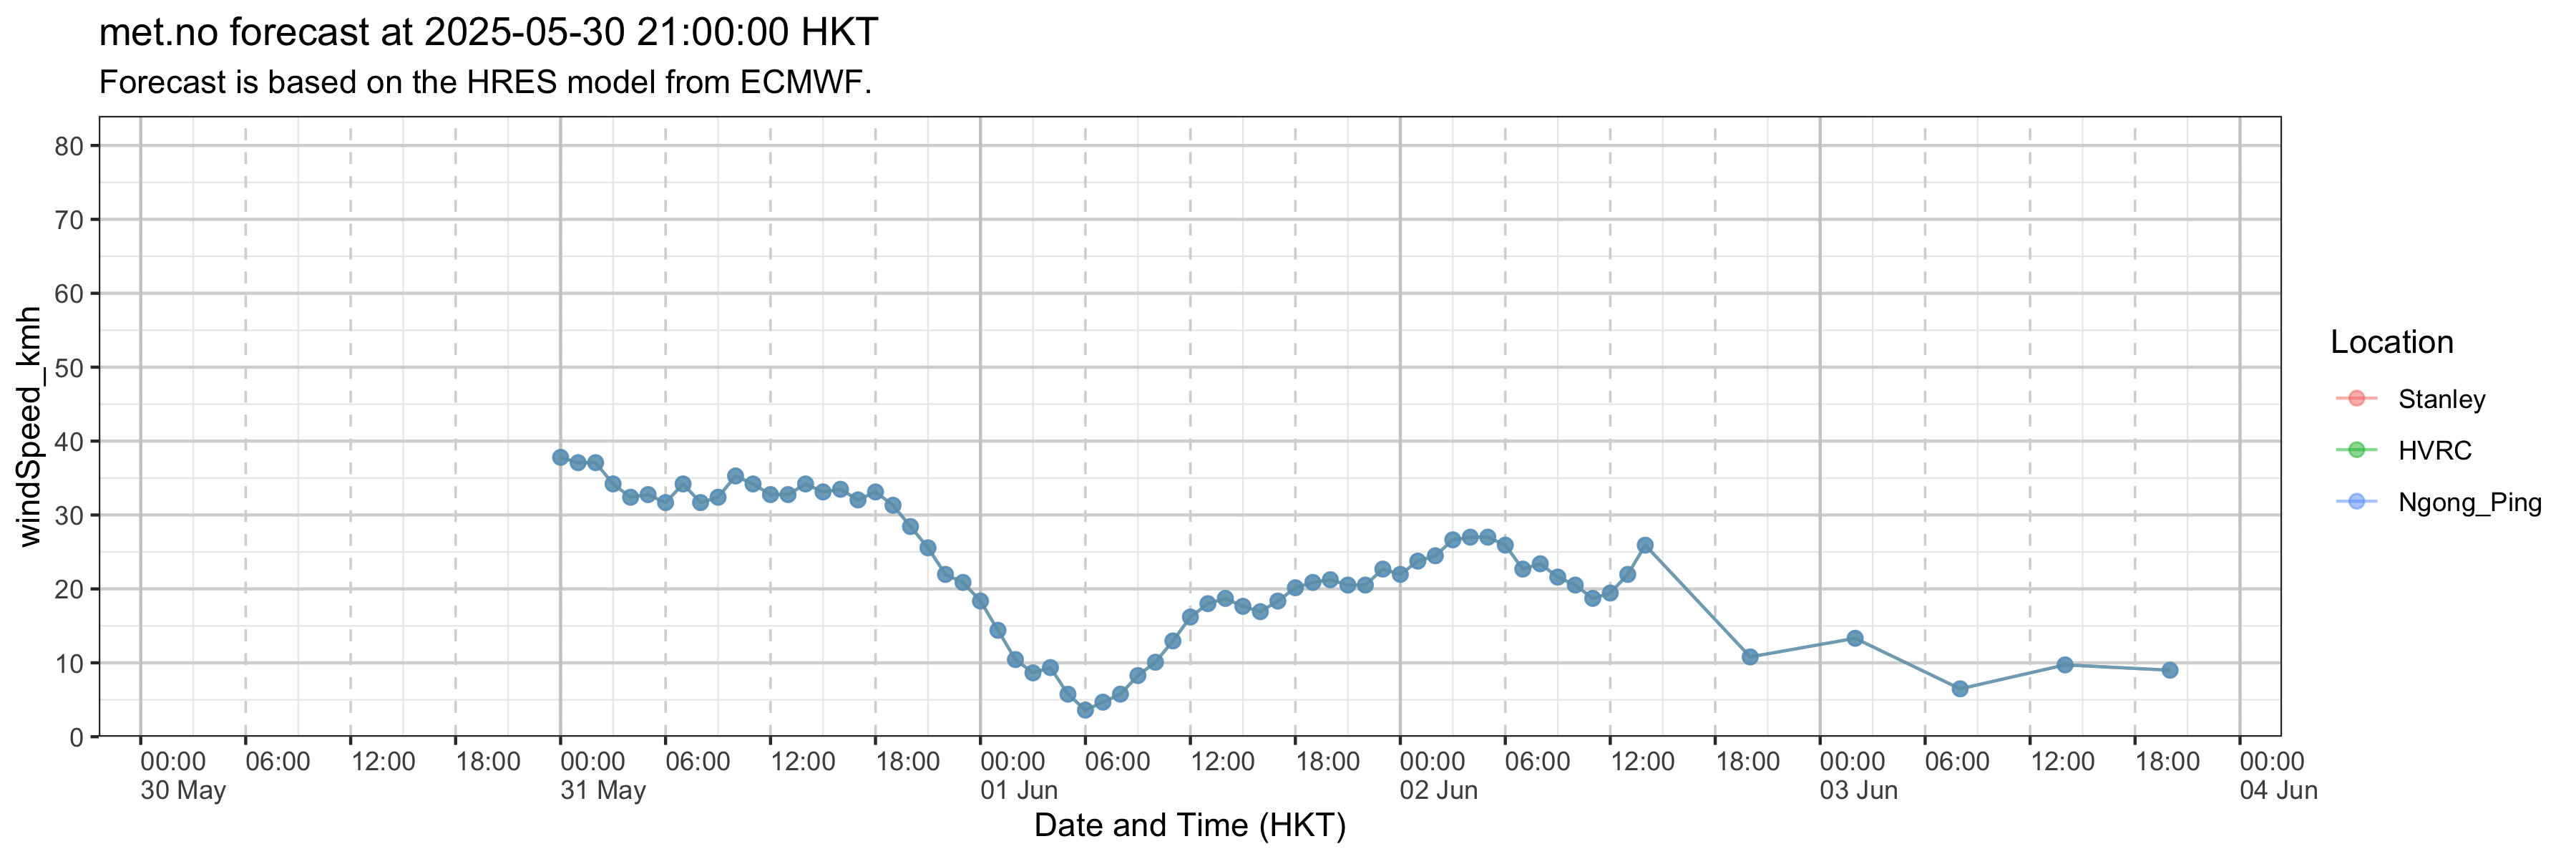 met.no forecast at 2025-05-30 21:00:00 HKT
Forecast is based on the HRES model from ECMWF.
windSpeed_kmh
80
70
60
50
40
30
20
10
0
00:00 06:00 12:00 18:00 00:00 06:00 12:00 18:00 00:00 06:00 12:00 18:00 00:00 06:00 12:00 18:00 00:00 06:00 12:00 18:00 00:00
30 May 31 May 01 Jun 02 Jun 03 Jun 04 Jun
Date and Time (HKT)
Location
Stanley
HVRC
Ngong_Ping